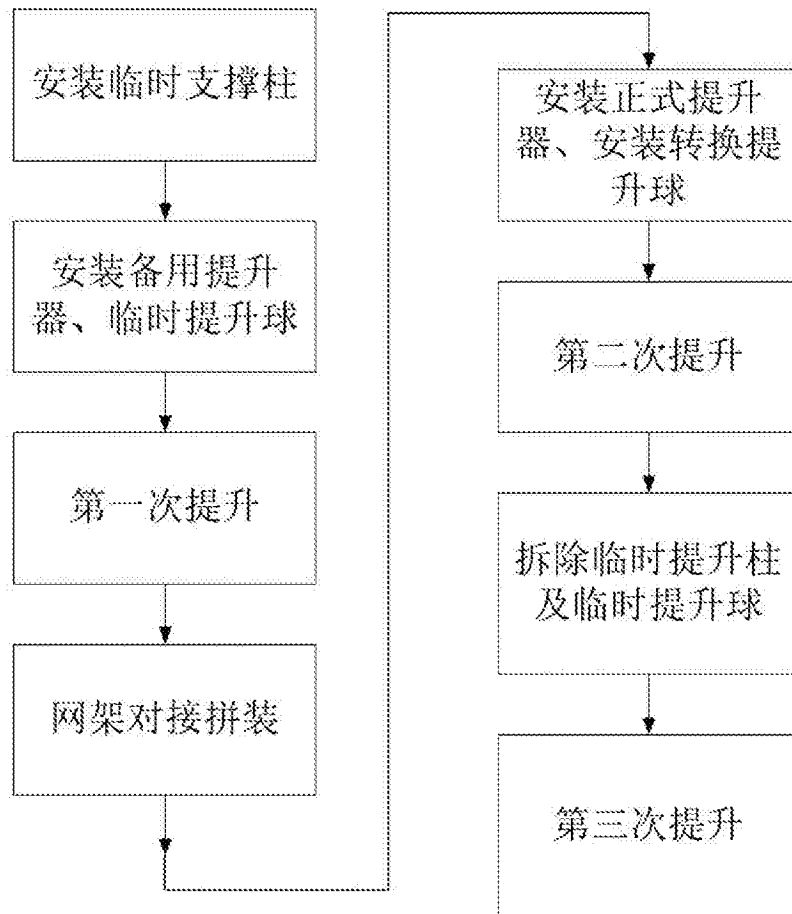 安装临时支撑柱
安装备用提升
器、临时提升球
第一次提升
网架对接拼装
安装正式提升
器、安装转换提
升球
第二次提升
拆除临时提升柱
及临时提升球
第三次提升